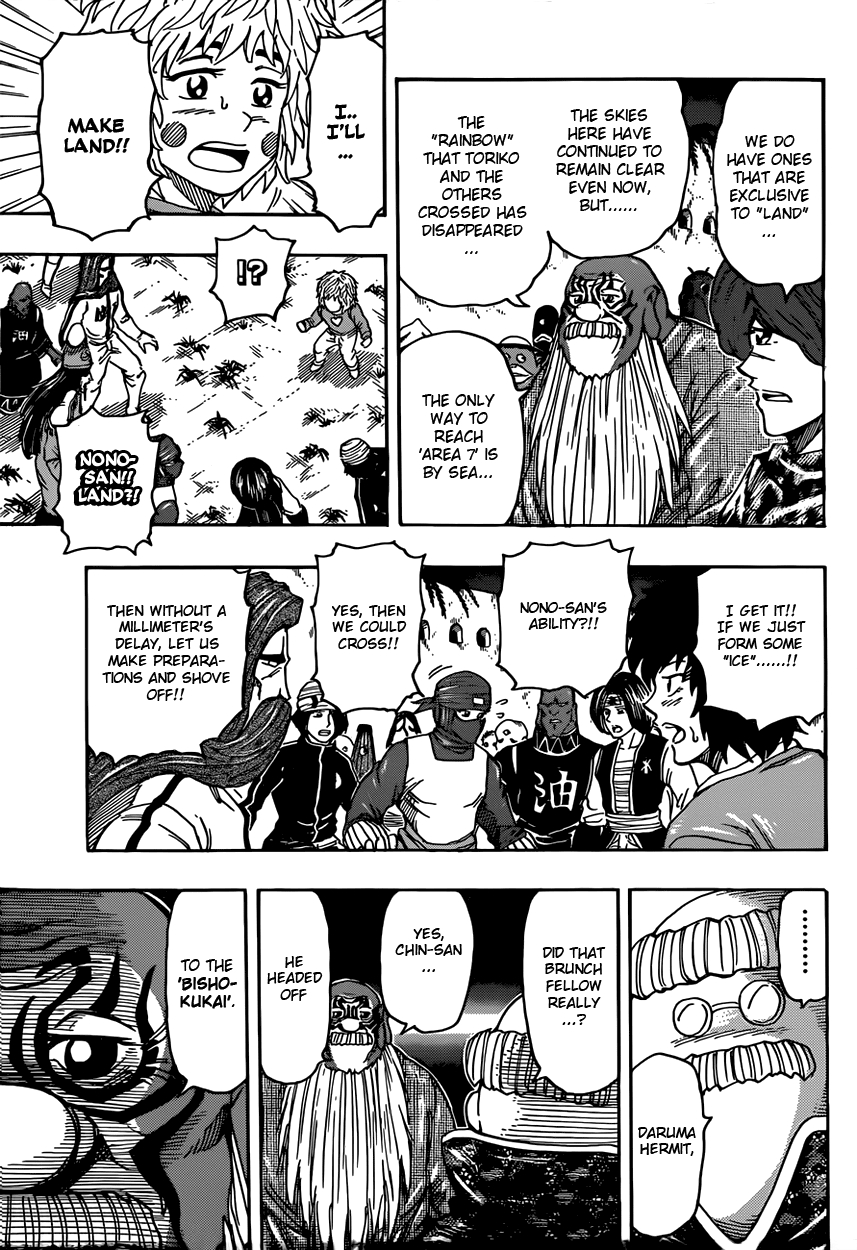 WE DO
HAVE ONES
THAT ARE
EXCLUSIVE
TO "LAND"
...
THE SKIES
HERE HAVE
CONTINUED TO
REMAIN CLEAR
EVEN NOW,
BUT......
THE
"RAINBOW"
THAT TORIKO
AND THE
OTHERS
CROSSED HAS
DISAPPEARED
...
THE ONLY
WAY TO
REACH
'AREA 7' IS
BY SEA...
I..
I'LL
...
MAKE
LAND!!
!?
NONO-
SAN!!
LAND?!
油
I GET IT!!
IF WE JUST
FORM SOME
"ICE"......!!
NONO-SAN'S
ABILITY?!!
YES, THEN
WE COULD
CROSS!!
THEN WITHOUT A
MILLIMETER'S
DELAY, LET US
MAKE PREPARA-
TIONS AND SHOVE
OFF!!
油
.........
DARUMA
HERMIT,
DID THAT
BRUNCH
FELLOW
REALLY
...?
YES,
CHIN-SAN
...
HE
HEADED
OFF
TO THE
'BISHO-
KUKAI'.